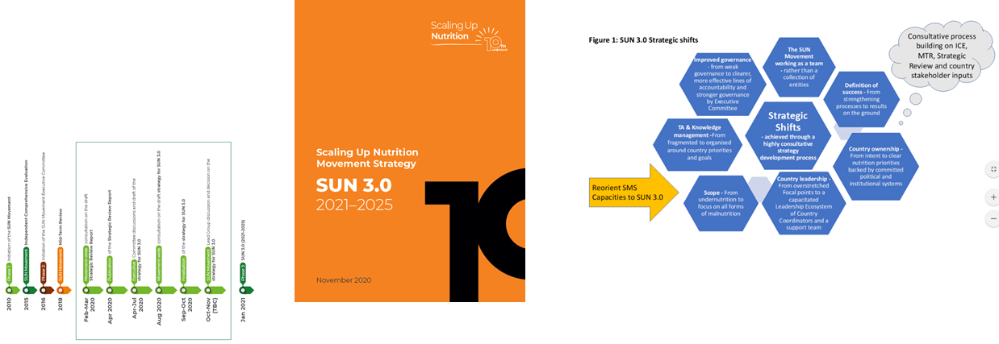 2010
Phase 1 Initiation of the SUN Movement
2015
SUN Movement Independent Comprehensive Evaluation
2016
Phase 2 Initiation of the SUN Movement Executive Committee
2018
SUN Movement Mid-Term Review
Feb-Mar
2020
Movement-wide consultation on the draft
Strategic Review Report
Apr 2020
Publication of the Strategic Review Report
Apr-Jul
2020
Executive Committee discussions and draft of the
strategy for SUN 3.0
Aug 2020
Movement-wide consultation on the draft strategy for SUN 3.0
Sep-Oct
2020
Finalisation of the strategy for SUN 3.0
Oct-Nov
(TBC)
SUN Movement Lead Group discussion and decision on the
strategy for SUN 3.0
Jan 2021
Phase 3 SUN 3.0 (2021-2025)
Scaling Up
Nutrition
10TH
Scaling Up Nutrition
Movement Strategy
SUN 3.0
2021–2025
10
November 2020
Figure 1: SUN 3.0 Strategic shifts
Consultative process
building on ICE,
MTR, Strategic
Review and country
stakeholder inputs
Improved governance
- from weak
governance to clearer,
more effective lines of
accountability and
stronger governance
by Executive
Committee
The SUN
Movement
working as a team
- rather than a
collection of
entities
Definition of
success - From
strengthening
processes to results
on the ground
TA & Knowledge
management -From
fragmented to organised
around country priorities
and goals
Strategic
Shifts
- achieved through a
highly consultative
strategy
development process
Country ownership -
From intent to clear
nutrition priorities
backed by committed
political and
institutional systems
Reorient SMS
Capacities to SUN 3.0
Scope - From
undernutrition to
focus on all forms
of malnutrition
Country leadership -
From overstretched
Focal points to a
capacitated
Leadership Ecosystem
of Country
Coordinators and a
support team